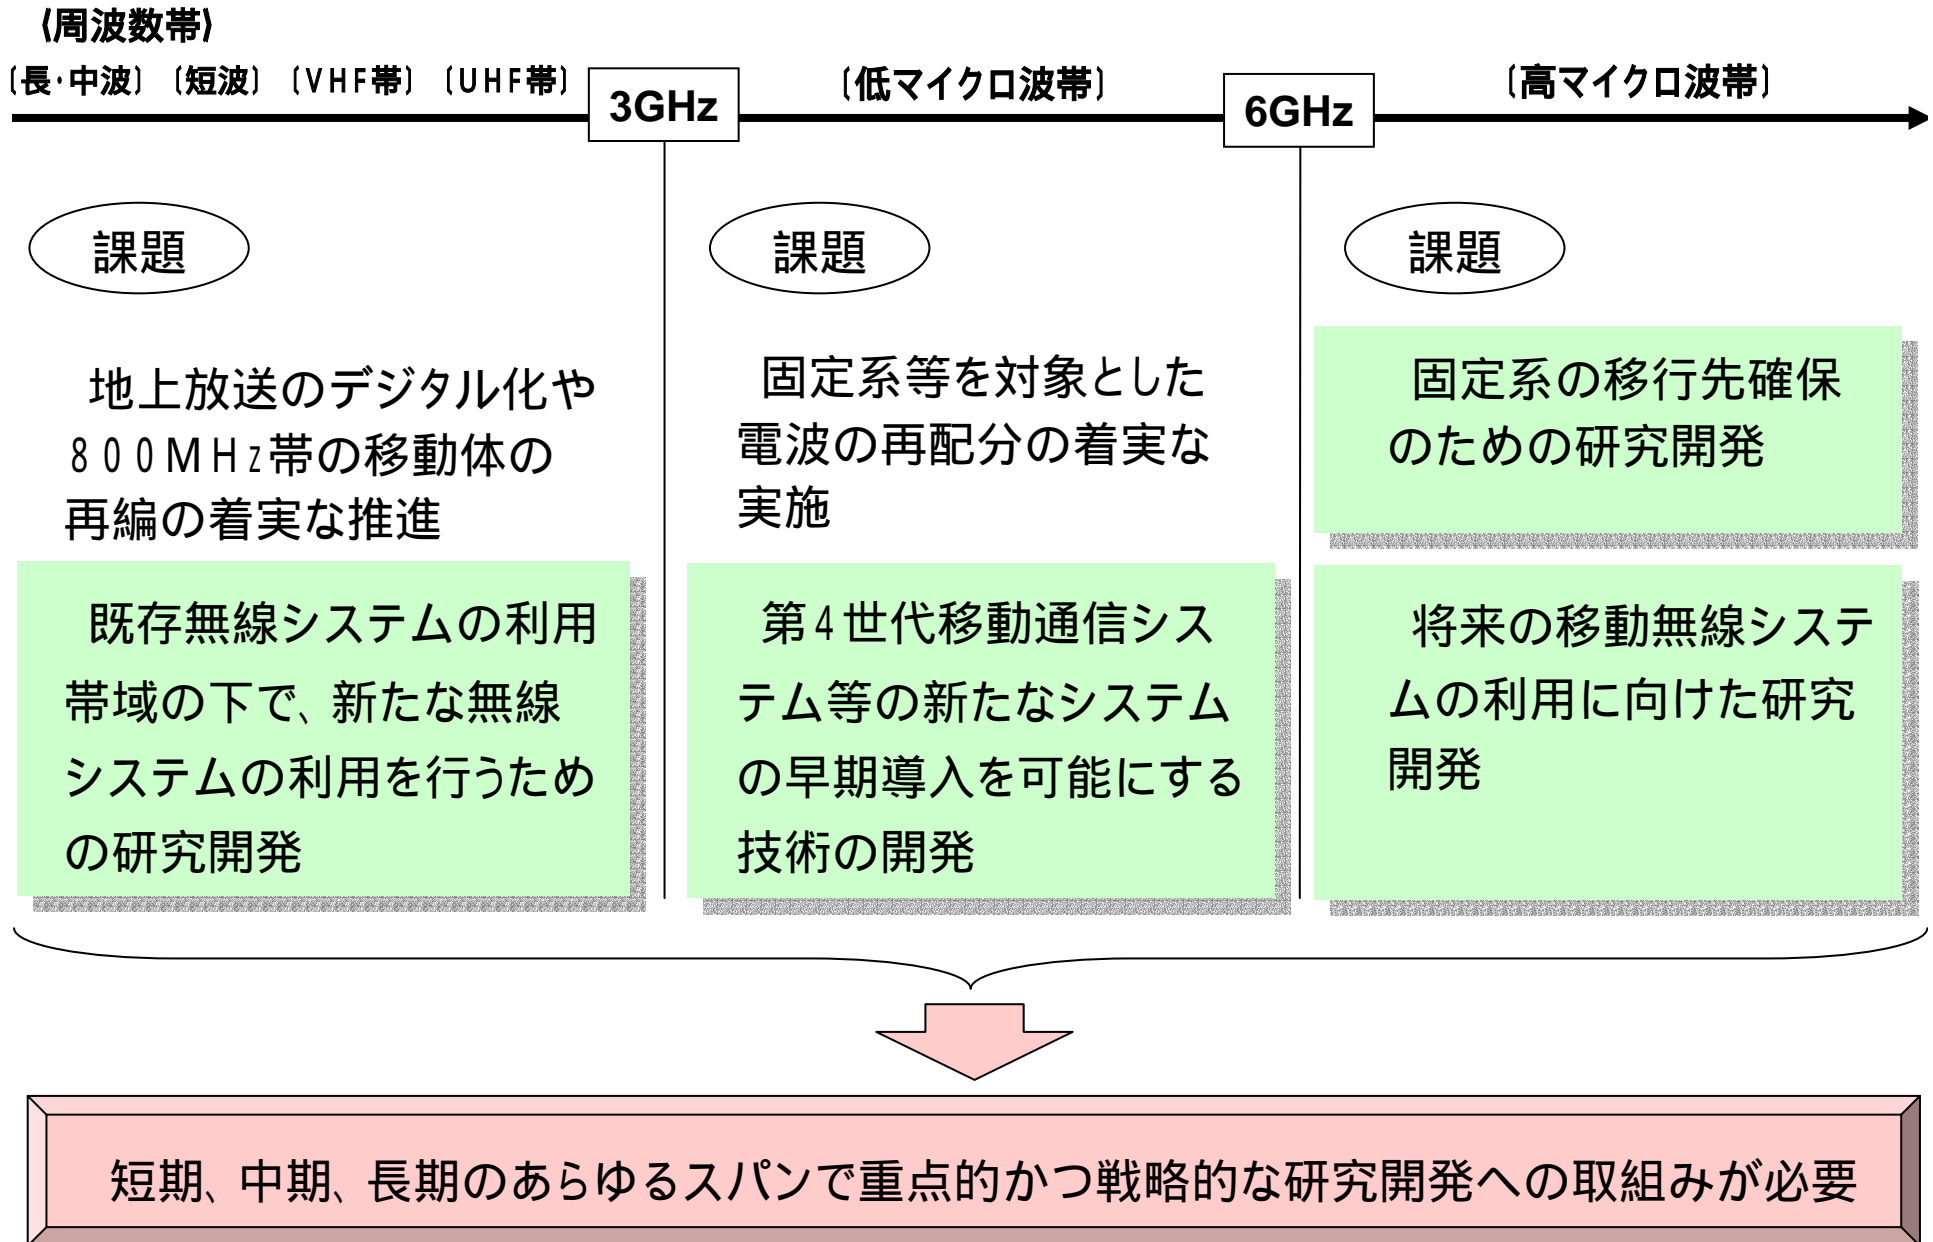 (周波数帯)
〔長・中波〕〔短波〕〔VHF帯〕〔UHF帯〕
3GHz
〔低マイクロ波帯〕
6GHz
〔高マイクロ波帯〕
課題
地上放送のデジタル化や
800MHz帯の移動体の
再編の着実な推進
既存無線システムの利用
帯域の下で、新たな無線
システムの利用を行うため
の研究開発
課題
固定系等を対象とした
電波の再配分の着実な
実施
第4世代移動通信シス
テム等の新たなシステム
の早期導入を可能にする
技術の開発
課題
固定系の移行先確保
のための研究開発
将来の移動無線システ
ムの利用に向けた研究
開発
短期、中期、長期のあらゆるスパンで重点的かつ戦略的な研究開発への取組みが必要